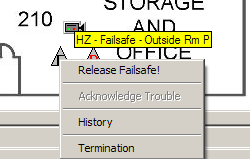 STORAGE
210
AND
HZ - Failsafe - Outside Rm P
OFFICE
Release Failsafe!
Acknowledge Trouble
History
Termination